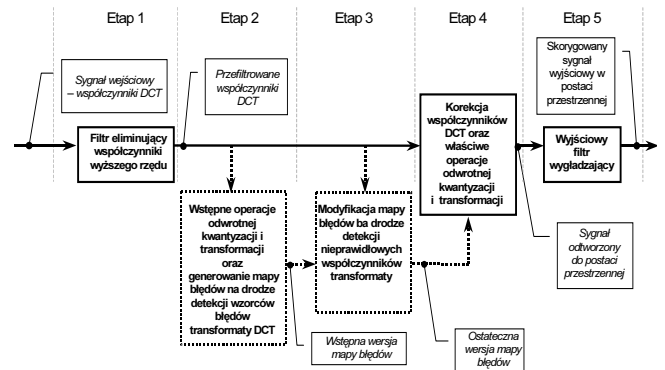 Etap 1
Etap 2
Etap 3
Etap 4
Etap 5
Sygnał wejściowy
– współczynniki DCT
Przefiltrowane
współczynniki
DCT
Skorygowany
sygnał
wyjściowy w
postaci
przestrzennej
Filtr eliminujący
współczynniki
wyższego rzędu
Korekcja
współczynników
DCT oraz
właściwe
operacje
odwrotnej
kwantyzacji
i transformacji
Wyjściowy
filtr
wygładzający
Wstępne operacje
odwrotnej
kwantyzacji i
transformacji
oraz
generowanie mapy
błędów na drodze
detekcji wzorców
błędów
transformaty DCT
Modyfikacja mapy
błędów ba drodze
detekcji
nieprawidłowych
współczynników
transformaty
Sygnał
odtworzony
do postaci
przestrzennej
Wstępna wersja
mapy błędów
Ostateczna
wersja mapy
błędów